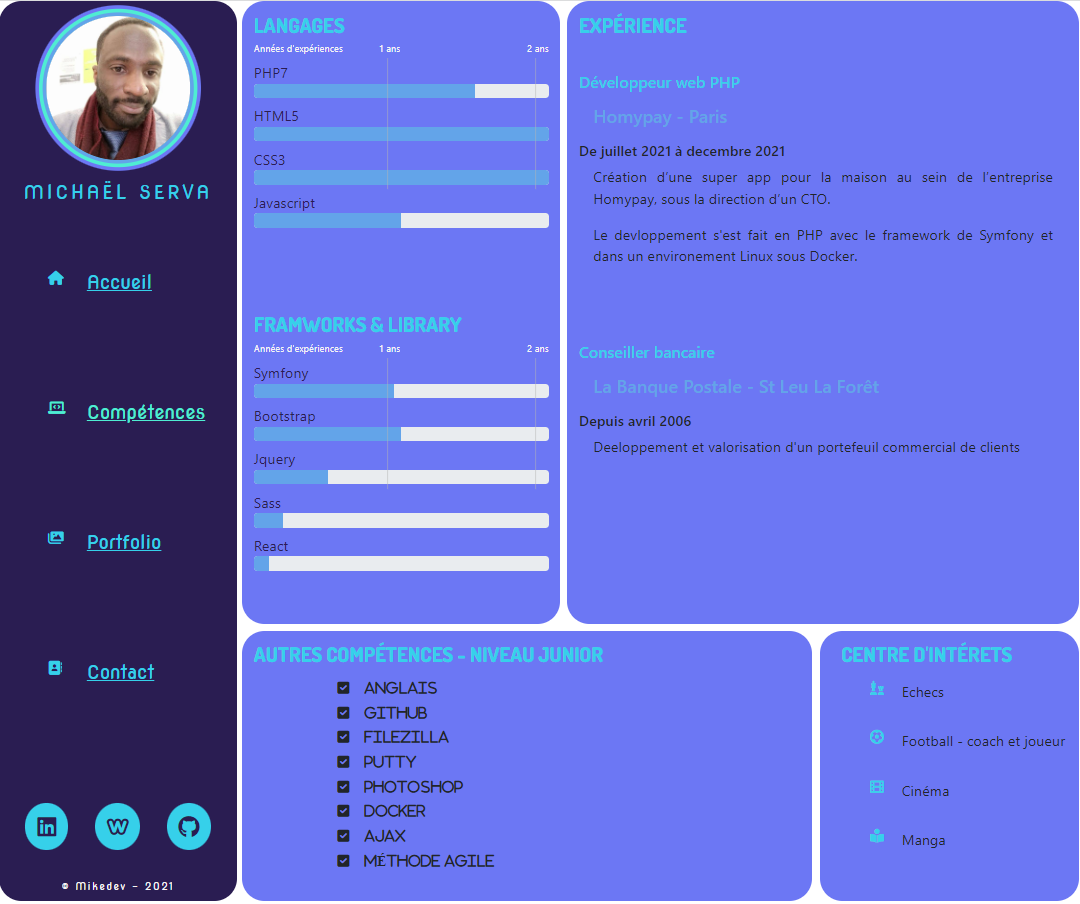 MICHAËL SERVA
Accueil
Compétences
Portfolio
Contact
in
W
© Mikedev - 2021
LANGAGES
Années d'expériences 1 ans 2 ans
PHP7
HTML5
CSS3
Javascript
FRAMWORKS & LIBRARY
Années d'expériences 1 ans 2 ans
Symfony
Bootstrap
Jquery
Sass
React
EXPÉRIENCE
Développeur web PHP
Homypay - Paris
De juillet 2021 à decembre 2021
Création d'une super app pour la maison au sein de l'entreprise
Homypay, sous la direction d'un CTO.
Le devloppement s'est fait en PHP avec le framework de Symfony et
dans un environement Linux sous Docker.
Conseiller bancaire
La Banque Postale - St Leu La Forêt
Depuis avril 2006
Deeloppement et valorisation d'un portefeuil commercial de clients
AUTRES COMPÉTENCES - NIVEAU JUNIOR
ANGLAIS
GITHUB
FILEZILLA
PUTTY
PHOTOSHOP
DOCKER
AJAX
MÉTHODE AGILE
CENTRE D'INTÉRETS
Echecs
Football - coach et joueur
Cinéma
Manga